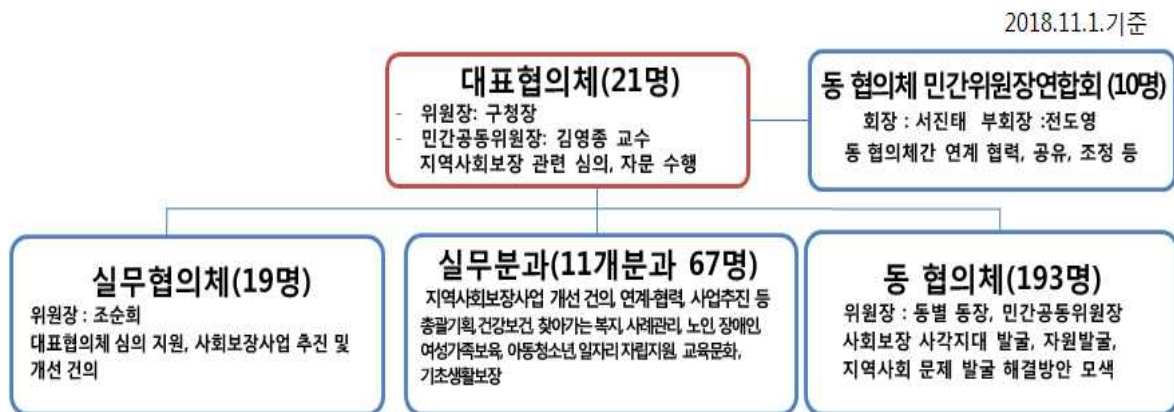 2018.11.1.기준
대표협의체(21명)
- 위원장: 구청장
- 민간공동위원장: 김영종 교수
지역사회보장 관련 심의, 자문 수행
동 협의체 민간위원장연합회 (10명)
회장 : 서진태 부회장 :전도영
동 협의체간 연계 협력, 공유, 조정 등
실무협의체(19명)
위원장 : 조순희
대표협의체 심의 지원, 사회보장사업 추진 및
개선 건의
실무분과(11개분과 67명)
지역사회보장사업 개선 건의, 연계·협력, 사업추진 등
총괄기획, 건강보건, 찾아가는 복지, 사례관리, 노인, 장애인,
여성가족보육, 아동청소년, 일자리 자립지원, 교육문화,
기초생활보장
동 협의체(193명)
위원장 : 동별 동장, 민간공동위원장
사회보장 사각지대 발굴, 자원발굴,
지역사회 문제 발굴 해결방안 모색